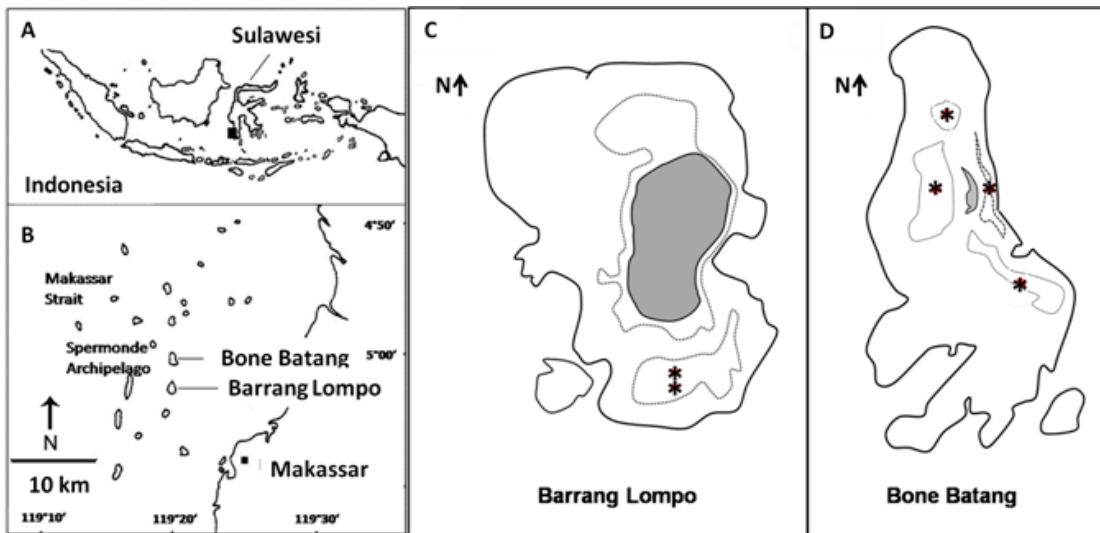 A
Sulawesi
Indonesia
B
4°50'
Makassar
Strait
Spermonde
Archipelago
Bone Batang
5°00'
Barrang Lompo
N
10 km
Makassar
119°10'
119°20
119°30'
C
N↑
Barrang Lompo
D
N↑
Bone Batang